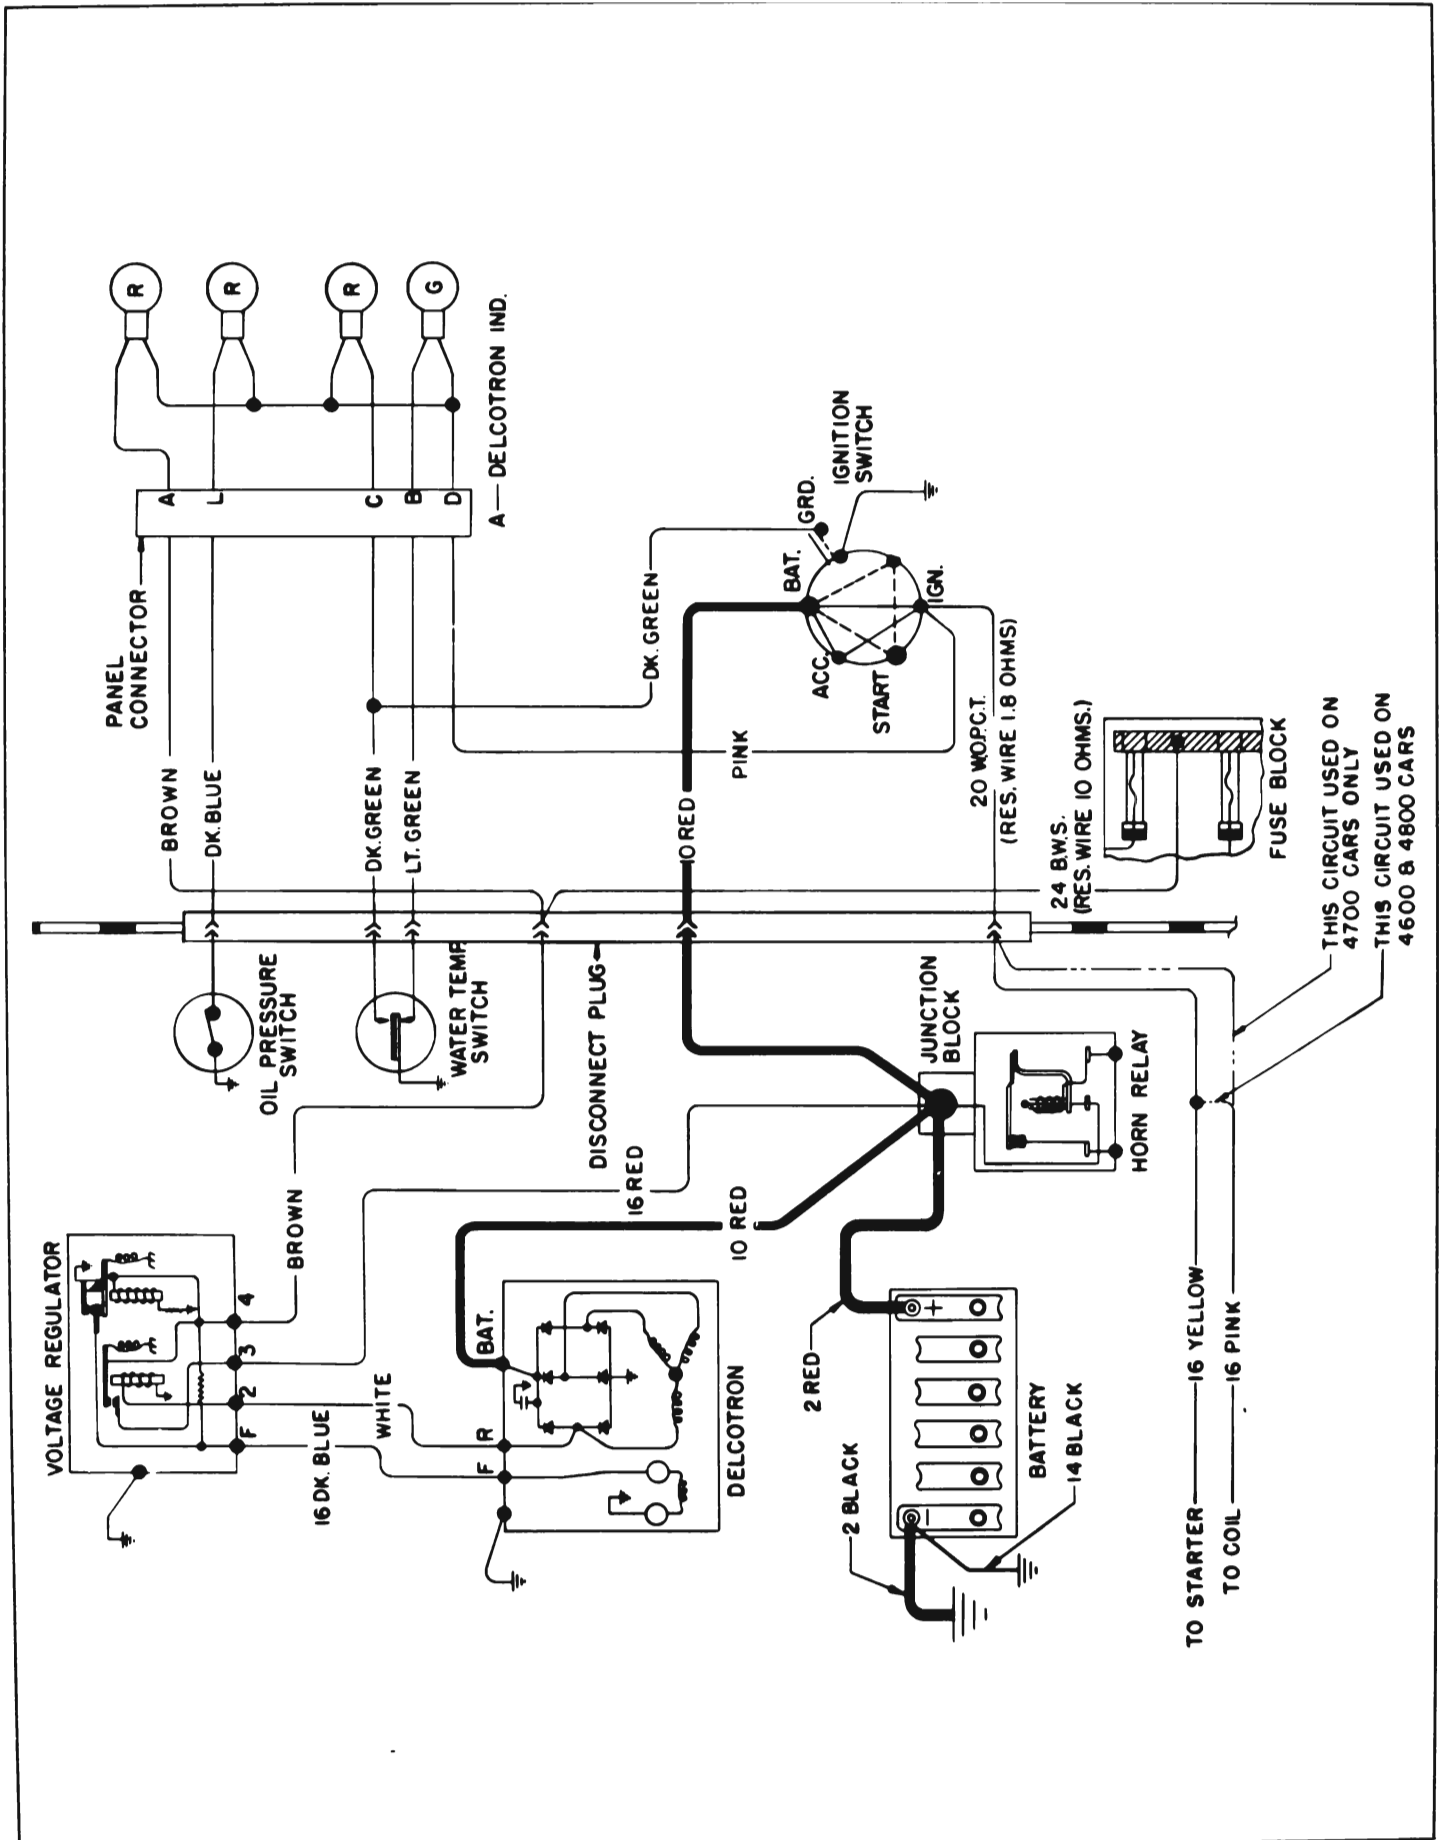 VOLTAGE REGULATOR
F
2
3
4
BROWN
16 DK. BLUE
WHITE
16 RED
10 RED
OIL PRESSURE
SWITCH
WATER TEMP.
SWITCH
DISCONNECT PLUG
BROWN
DK. BLUE
DK. GREEN
LT. GREEN
PANEL
CONNECTOR
A
L
C
B
D
R
R
R
G
A — DELCOTRON IND.
F
R
BAT.
DELCOTRON
DK. GREEN
10 RED
PINK
BAT.
GRD.
ACC.
START
IGN.
IGNITION
SWITCH
2 RED
2 BLACK
+
-
BATTERY
14 BLACK
JUNCTION
BLOCK
HORN RELAY
20 W.O.P.C.T.
(RES. WIRE 1.8 OHMS)
24 B.W.S.
(RES. WIRE 10 OHMS.)
FUSE BLOCK
TO STARTER
16 YELLOW
TO COIL
16 PINK
THIS CIRCUIT USED ON
4700 CARS ONLY
THIS CIRCUIT USED ON
4600 & 4800 CARS